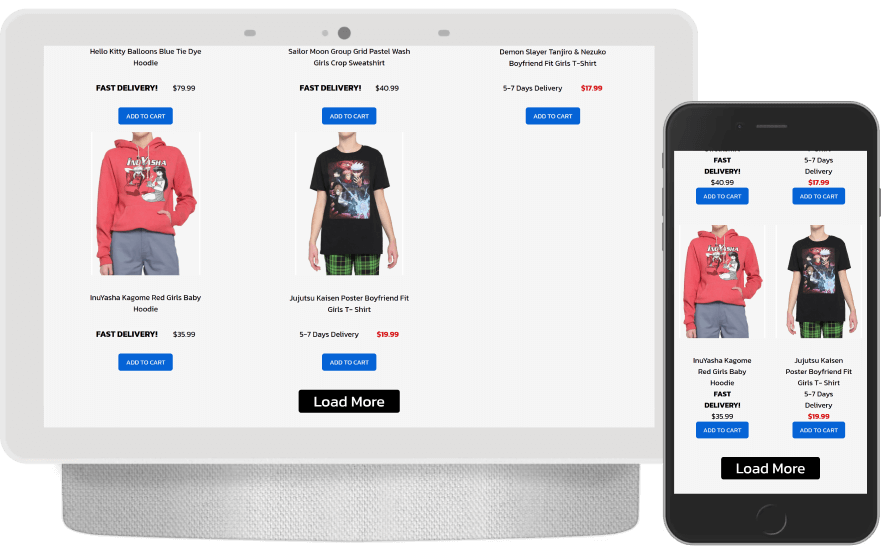 Hello Kitty Balloons Blue Tie Dye
Hoodie
FAST DELIVERY! $79.99
ADD TO CART
Sailor Moon Group Grid Pastel Wash
Girls Crop Sweatshirt
FAST DELIVERY! $40.99
ADD TO CART
Demon Slayer Tanjiro & Nezuko
Boyfriend Fit Girls T-Shirt
5-7 Days Delivery $17.99
ADD TO CART
INUYASHA
InuYasha Kagome Red Girls Baby
Hoodie
FAST DELIVERY! $35.99
ADD TO CART
Jujutsu Kaisen Poster Boyfriend Fit
Girls T- Shirt
5-7 Days Delivery $19.99
ADD TO CART
Load More
FAST
DELIVERY!
$40.99
ADD TO CART
5-7 Days
Delivery
$17.99
ADD TO CART
INUYASHA
InuYasha Kagome
Red Girls Baby
Hoodie
FAST
DELIVERY!
$35.99
ADD TO CART
Jujutsu Kaisen
Poster Boyfriend Fit
Girls T- Shirt
5-7 Days
Delivery
$19.99
ADD TO CART
Load More